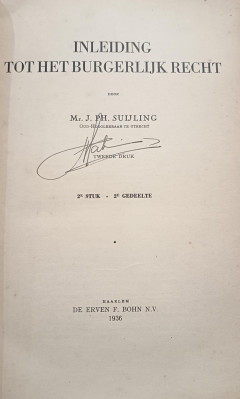 INLEIDING
TOT HET BURGERLIJK RECHT
DOOR
Mr. J. PH. SUIJLING
OUD-HOOGLEERAAR TE UTRECHT
TWEEDE DRUK
2e STUK - 2e GEDEELTE
HAARLEM
DE ERVEN F. BOHN N.V.
1936